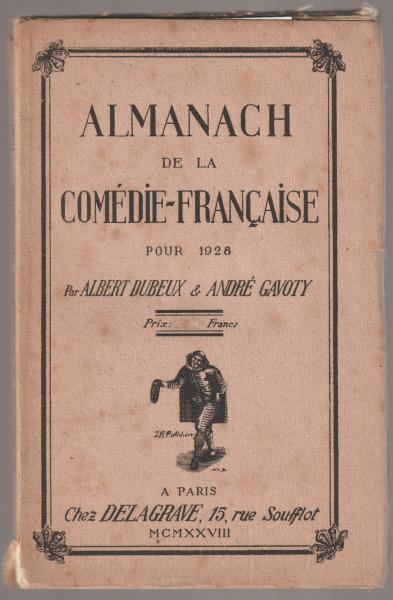 ALMANACH
DE LA
COMÉDIE-FRANÇAISE
POUR 1928
Par ALBERT DUBEUX & ANDRÉ GAVOTY
Prix: Francs
J.B.P. Molière
A PARIS
Chez DELAGRAVE, 15, rue Soufflot
MCMXXVIII